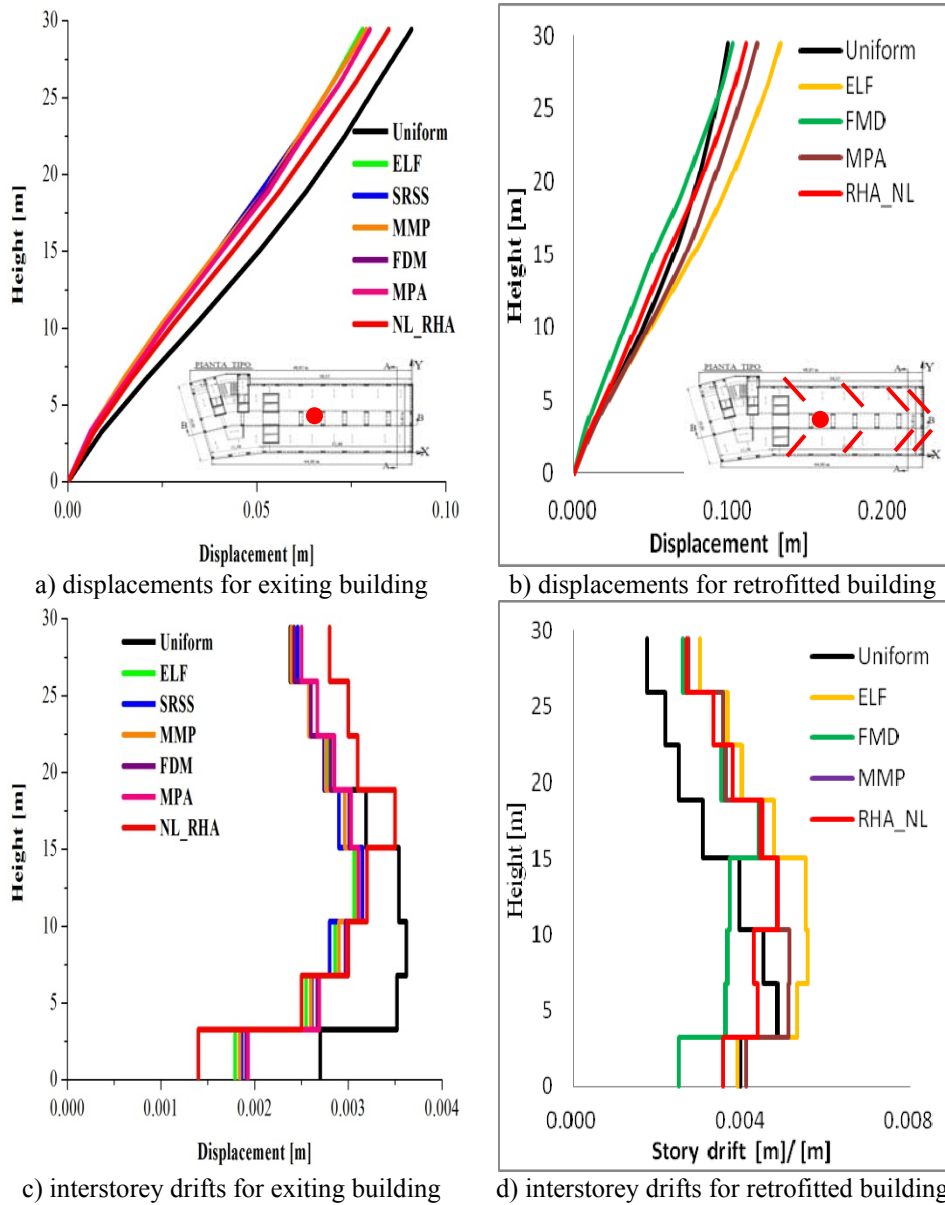 30
25
20
15
10
5
0
Height [m]
Uniform
ELF
SRSS
MMP
FDM
MPA
NL_RHA
PIANTA TIPO
A
Y
B
B
X
A
0.00
0.05
0.10
Displacement [m]
a) displacements for exiting building
30
25
20
15
10
5
0
Height [m]
Uniform
ELF
FMD
MPA
RHA_NL
PIANTA TIPO
A
Y
B
B
X
A
0.000
0.100
0.200
Displacement [m]
b) displacements for retrofitted building
30
25
20
15
10
5
0
Height [m]
Uniform
ELF
SRSS
MMP
FDM
MPA
NL_RHA
0.000
0.001
0.002
0.003
0.004
Displacement [m]
c) interstorey drifts for exiting building
30
25
20
15
10
5
0
Height [m]
Uniform
ELF
FMD
MMP
RHA_NL
0.000
0.004
0.008
Story drift [m]/[m]
d) interstorey drifts for retrofitted building